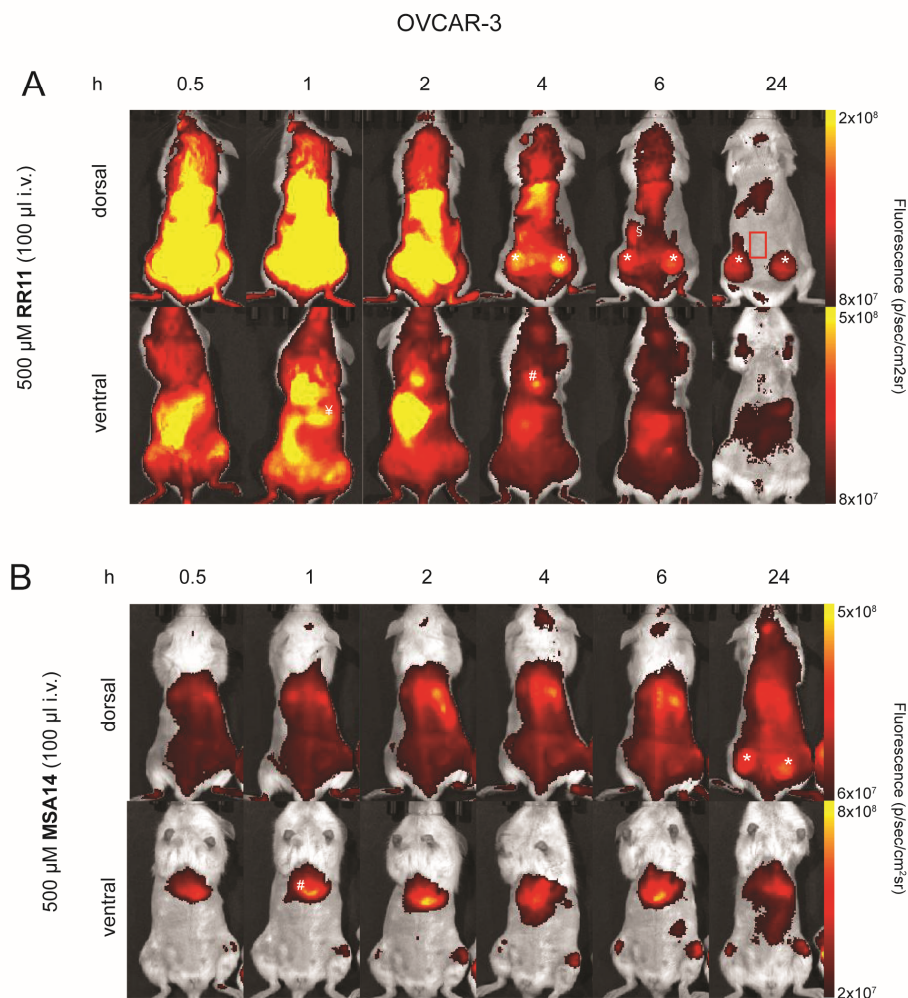 OVCAR-3
A
h 0.5 1 2 4 6 24
500 µM RR11 (100 µl i.v.)
dorsal
ventral
2x10⁸
8x10⁷
5x10⁸
8x10⁷
Fluorescence (p/sec/cm2sr)
* * * * * *
§
¥
#
B
h 0.5 1 2 4 6 24
500 µM MSA14 (100 µl i.v.)
dorsal
ventral
5x10⁸
6x10⁷
8x10⁸
2x10⁷
Fluorescence (p/sec/cm²sr)
* *
#